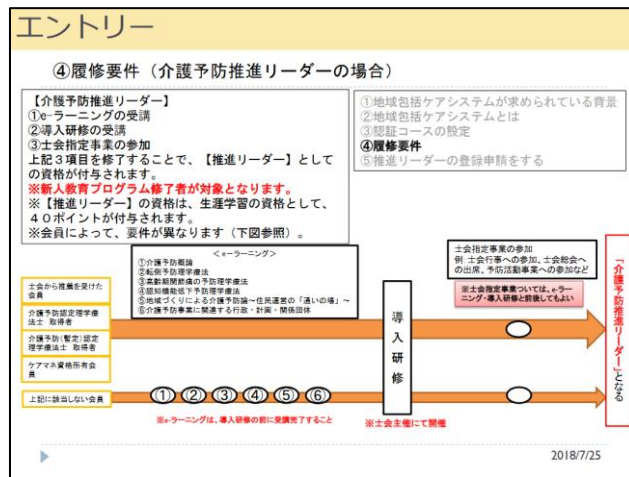 エントリー
④履修要件（介護予防推進リーダーの場合）
【介護予防推進リーダー】
①e-ラーニングの受講
②導入研修の受講
③士会指定事業の参加
上記３項目を修了することで、【推進リーダー】として
の資格が付与されます。
※新人教育プログラム修了者が対象となります。
※【推進リーダー】の資格は、生涯学習の資格として、
４０ポイントが付与されます。
※会員によって、要件が異なります（下図参照）。
①地域包括ケアシステムが求められている背景
②地域包括ケアシステムとは
③認証コースの設定
④履修要件
⑤推進リーダーの登録申請をする
＜e-ラーニング＞
①介護予防概論
②転倒予防理学療法
③高齢期関節痛の予防理学療法
④認知機能低下予防理学療法
⑤地域づくりによる介護予防論～住民運営の「通いの場」～
⑥介護予防事業に関連する行政・計画・関係団体
士会指定事業の参加
例：士会行事への参加、士会総会へ
の出席、予防活動事業への参加など
※士会指定事業については、e-ラー
ニング・導入研修と前後してもよい
士会から推薦を受けた
会員
介護予防認定理学療
法士 取得者
介護予防（暫定）認定
理学療法士 取得者
ケアマネ資格所有会
員
上記に該当しない会員
① ② ③ ④ ⑤ ⑥
導入研修
「介護予防推進リーダー」となる
※e-ラーニングは、導入研修の前に受講完了すること
※士会主催にて開催
2018/7/25